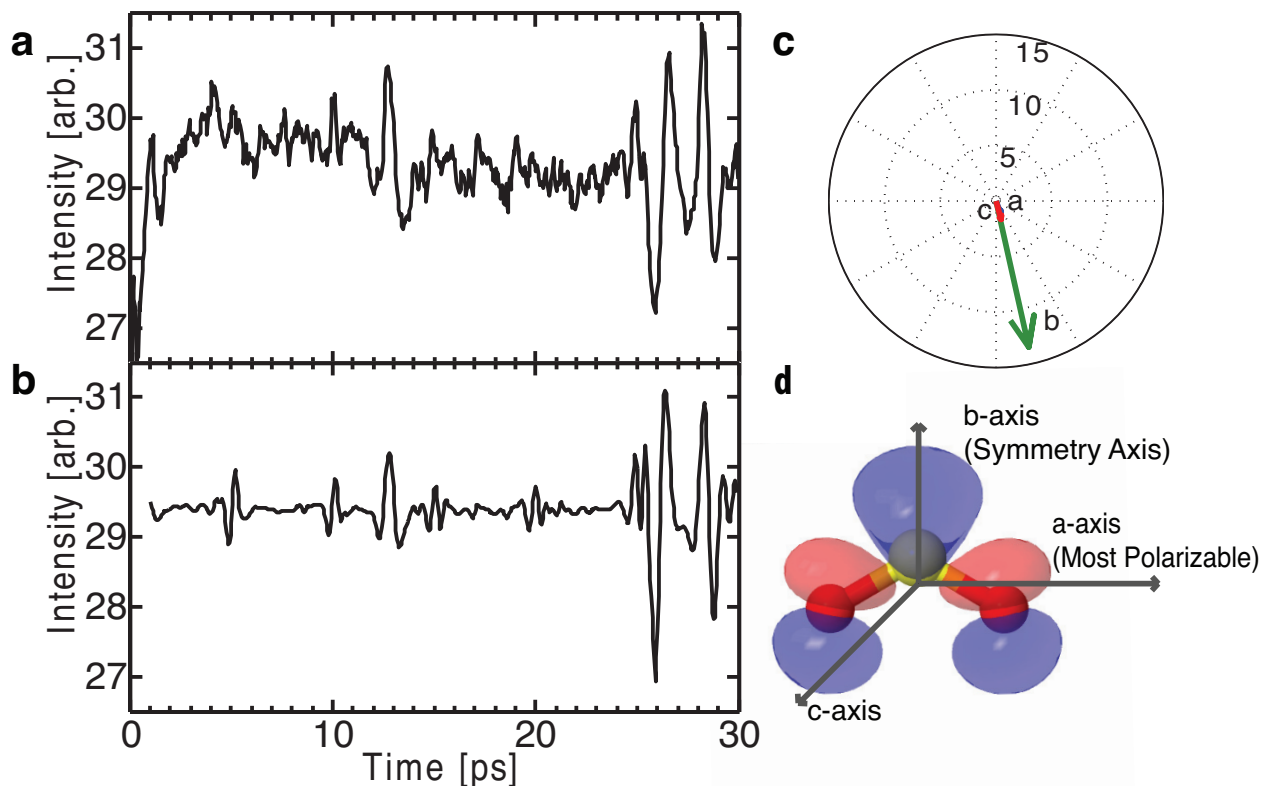 a
Intensity [arb.]
31
30
29
28
27
b
Intensity [arb.]
31
30
29
28
27
0
10
20
30
Time [ps]
c
15
10
5
a
c
b
d
b-axis
(Symmetry Axis)
a-axis
(Most Polarizable)
c-axis